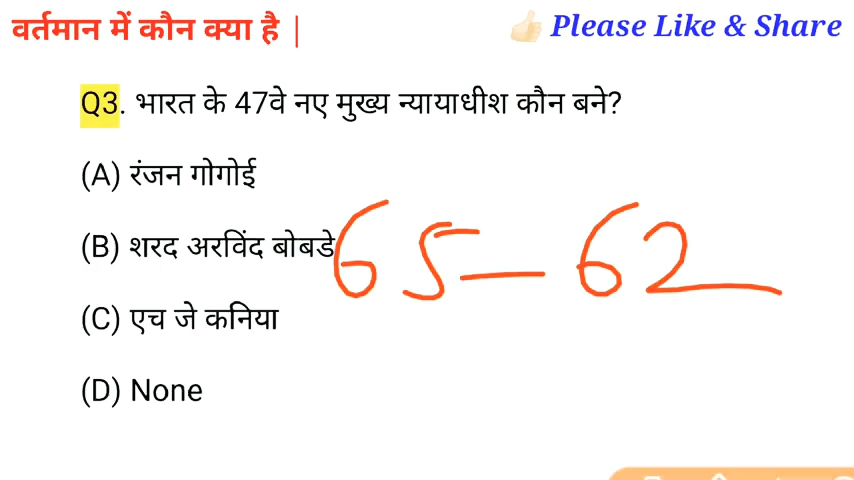 वर्तमान में कौन क्या है |
👍🏻 Please Like & Share
Q3. भारत के 47वे नए मुख्य न्यायाधीश कौन बने?
(A) रंजन गोगोई
(B) शरद अरविंद बोबडे
65 – 62
(C) एच जे कनिया
(D) None